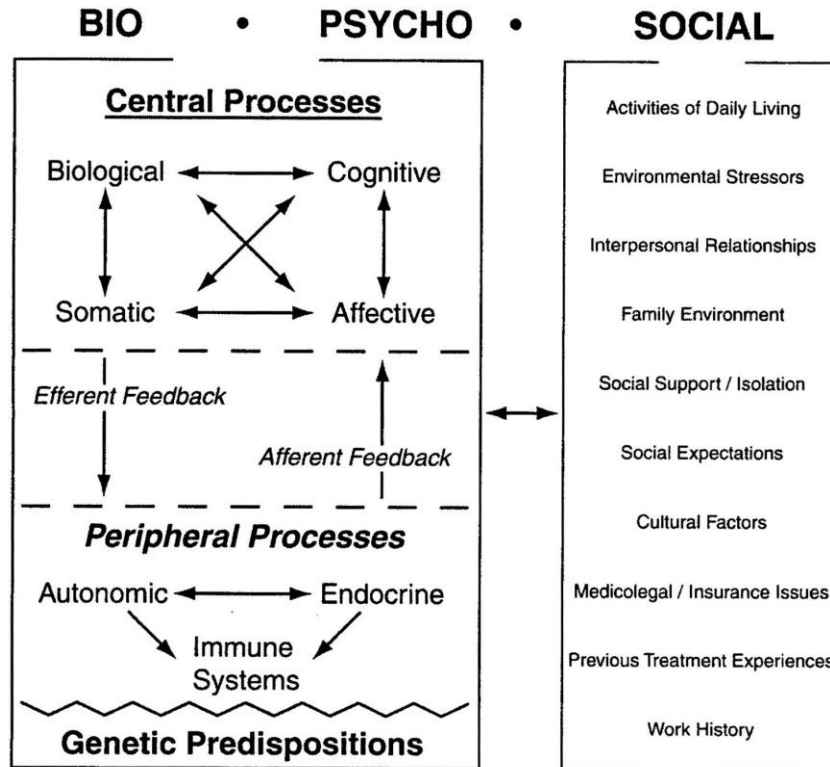 BIO • PSYCHO • SOCIAL
Central Processes
Biological Cognitive
Somatic Affective
Efferent Feedback
Afferent Feedback
Peripheral Processes
Autonomic Endocrine
Immune
Systems
Genetic Predispositions
Activities of Daily Living
Environmental Stressors
Interpersonal Relationships
Family Environment
Social Support / Isolation
Social Expectations
Cultural Factors
Medicolegal / Insurance Issues
Previous Treatment Experiences
Work History